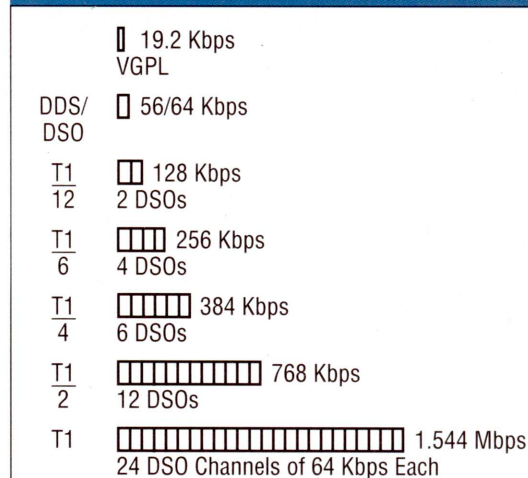 19.2 Kbps
VGPL
DDS/
DSO
56/64 Kbps
T1
12
128 Kbps
2 DSOs
T1
6
256 Kbps
4 DSOs
T1
4
384 Kbps
6 DSOs
T1
2
768 Kbps
12 DSOs
T1
1.544 Mbps
24 DSO Channels of 64 Kbps Each